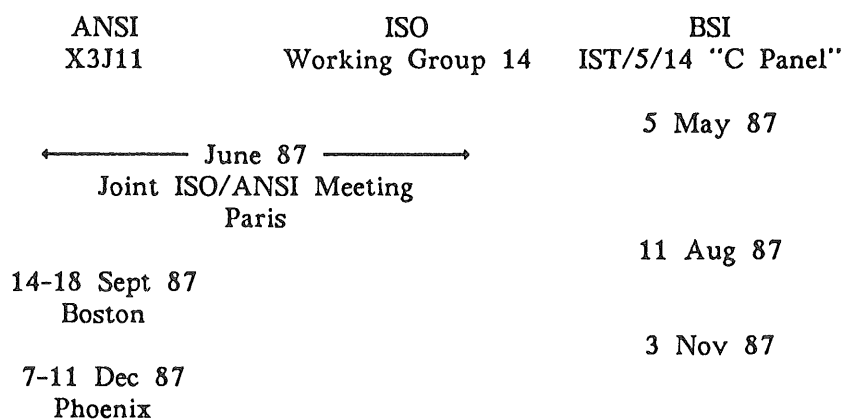 ANSI ISO BSI
X3J11 Working Group 14 IST/5/14 "C Panel"
5 May 87
June 87
Joint ISO/ANSI Meeting
Paris
11 Aug 87
14-18 Sept 87
Boston
3 Nov 87
7-11 Dec 87
Phoenix